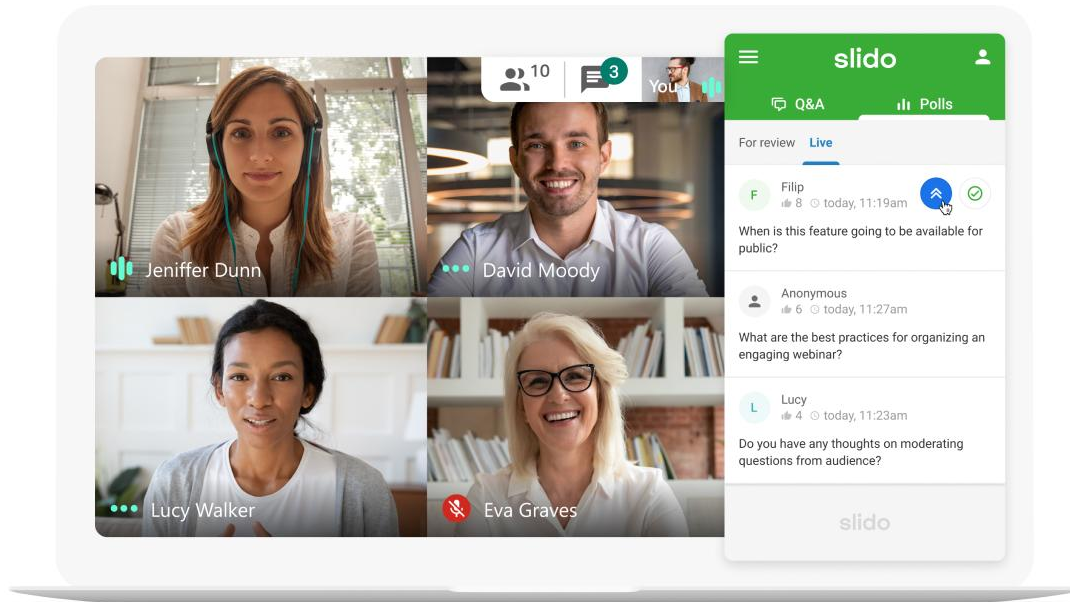 10
3
You
Jeniffer Dunn
David Moody
Lucy Walker
Eva Graves
slido
Q&A
Polls
For review Live
F
Filip
8 today, 11:19am
When is this feature going to be available for
public?
Anonymous
6 today, 11:27am
What are the best practices for organizing an
engaging webinar?
L
Lucy
4 today, 11:23am
Do you have any thoughts on moderating
questions from audience?
slido